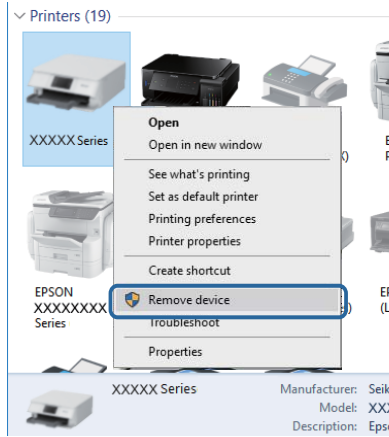 Printers (19)
XXXXX Series
Open
Open in new window
See what's printing
Set as default printer
Printing preferences
Printer properties
Create shortcut
Remove device
Troubleshoot
Properties
EPSON
XXXXXXXX
Series
XXXXX Series
Manufacturer:
Model:
Description: